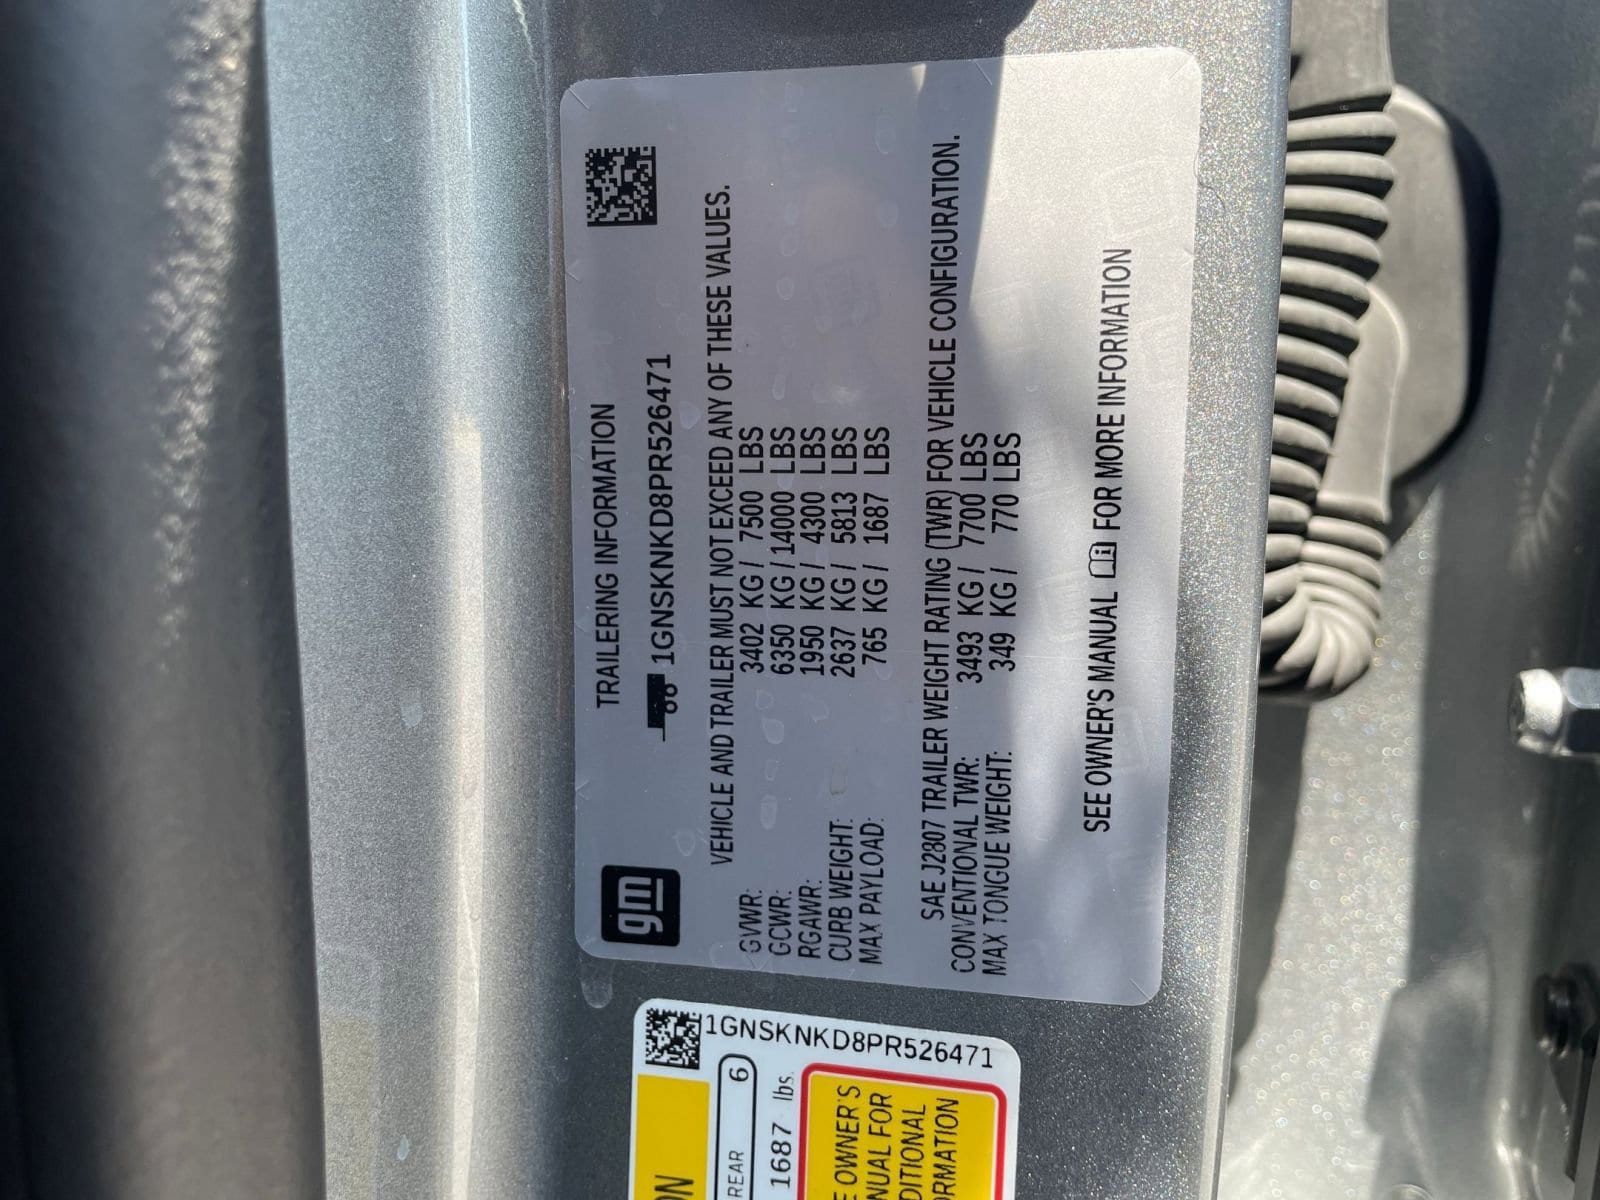 gm
TRAILERING INFORMATION
1GNSKNKD8PR526471
VEHICLE AND TRAILER MUST NOT EXCEED ANY OF THESE VALUES.
GVWR: 3402 KG / 7500 LBS
GCWR: 6350 KG / 14000 LBS
RGAWR: 1950 KG / 4300 LBS
CURB WEIGHT: 2637 KG / 5813 LBS
MAX PAYLOAD: 765 KG / 1687 LBS
SAE J2807 TRAILER WEIGHT RATING (TWR) FOR VEHICLE CONFIGURATION.
CONVENTIONAL TWR: 3493 KG / 7700 LBS
MAX TONGUE WEIGHT: 349 KG / 770 LBS
SEE OWNER'S MANUAL FOR MORE INFORMATION
1GNSKNKD8PR526471
ON
REAR 6
1687 lbs.
E OWNER'S
NUAL FOR
DITIONAL
ORMATION